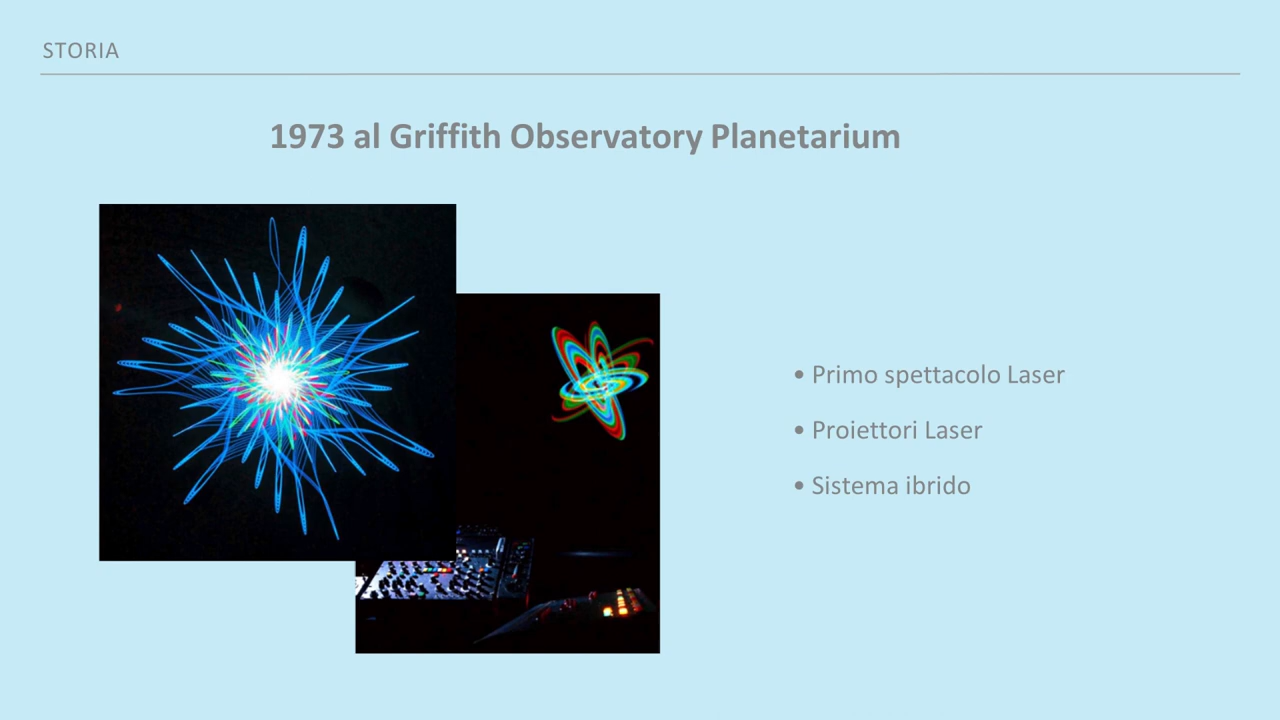 STORIA
1973 al Griffith Observatory Planetarium
• Primo spettacolo Laser
• Proiettori Laser
• Sistema ibrido